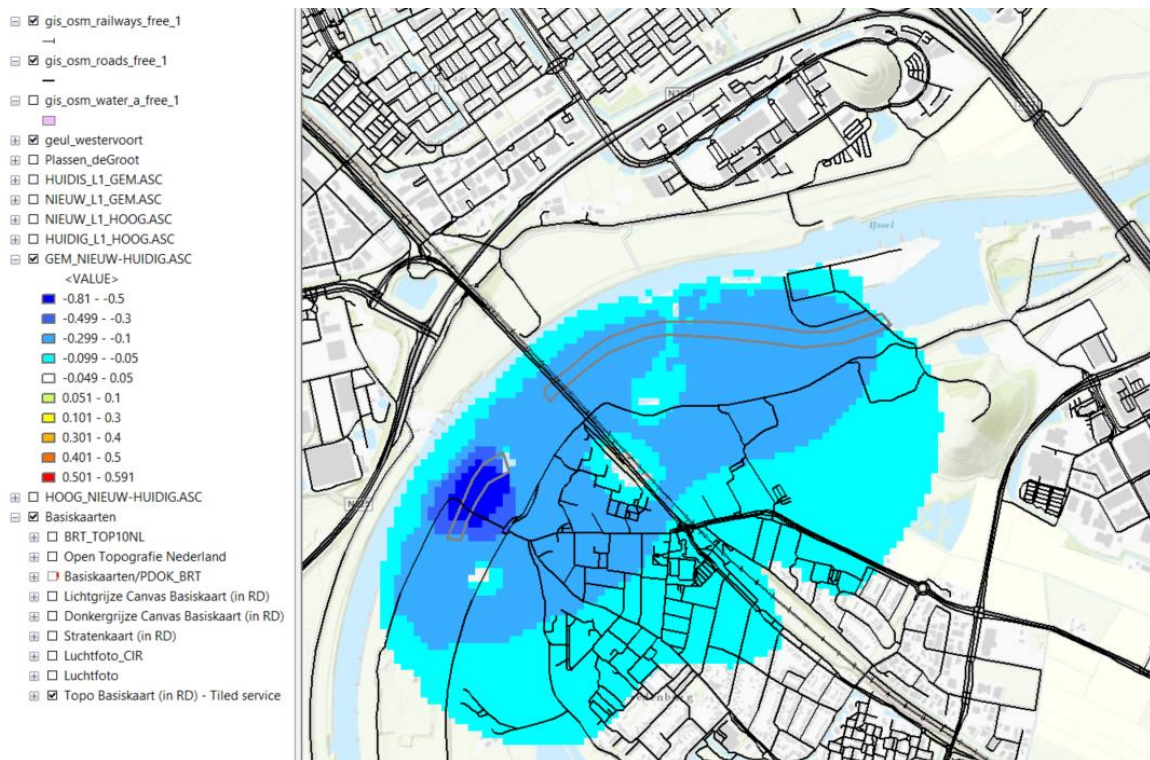 gis_osm_railways_free_1
gis_osm_roads_free_1
gis_osm_water_a_free_1
geul_westervoort
Plassen_deGroot
HUIDIS_L1_GEM.ASC
NIEUW_L1_GEM.ASC
NIEUW_L1_HOOG.ASC
HUIDIG_L1_HOOG.ASC
GEM_NIEUW-HUIDIG.ASC
<VALUE>
-0.81 - -0.5
-0.499 - -0.3
-0.299 - -0.1
-0.099 - -0.05
-0.049 - 0.05
0.051 - 0.1
0.101 - 0.3
0.301 - 0.4
0.401 - 0.5
0.501 - 0.591
HOOG_NIEUW-HUIDIG.ASC
Basiskaarten
BRT_TOP10NL
Open Topografie Nederland
Basiskaarten/PDOK_BRT
Lichtgrijze Canvas Basiskaart (in RD)
Donkergrijze Canvas Basiskaart (in RD)
Stratenkaart (in RD)
Luchtfoto_CIR
Luchtfoto
Topo Basiskaart (in RD) - Tiled service
IJssel